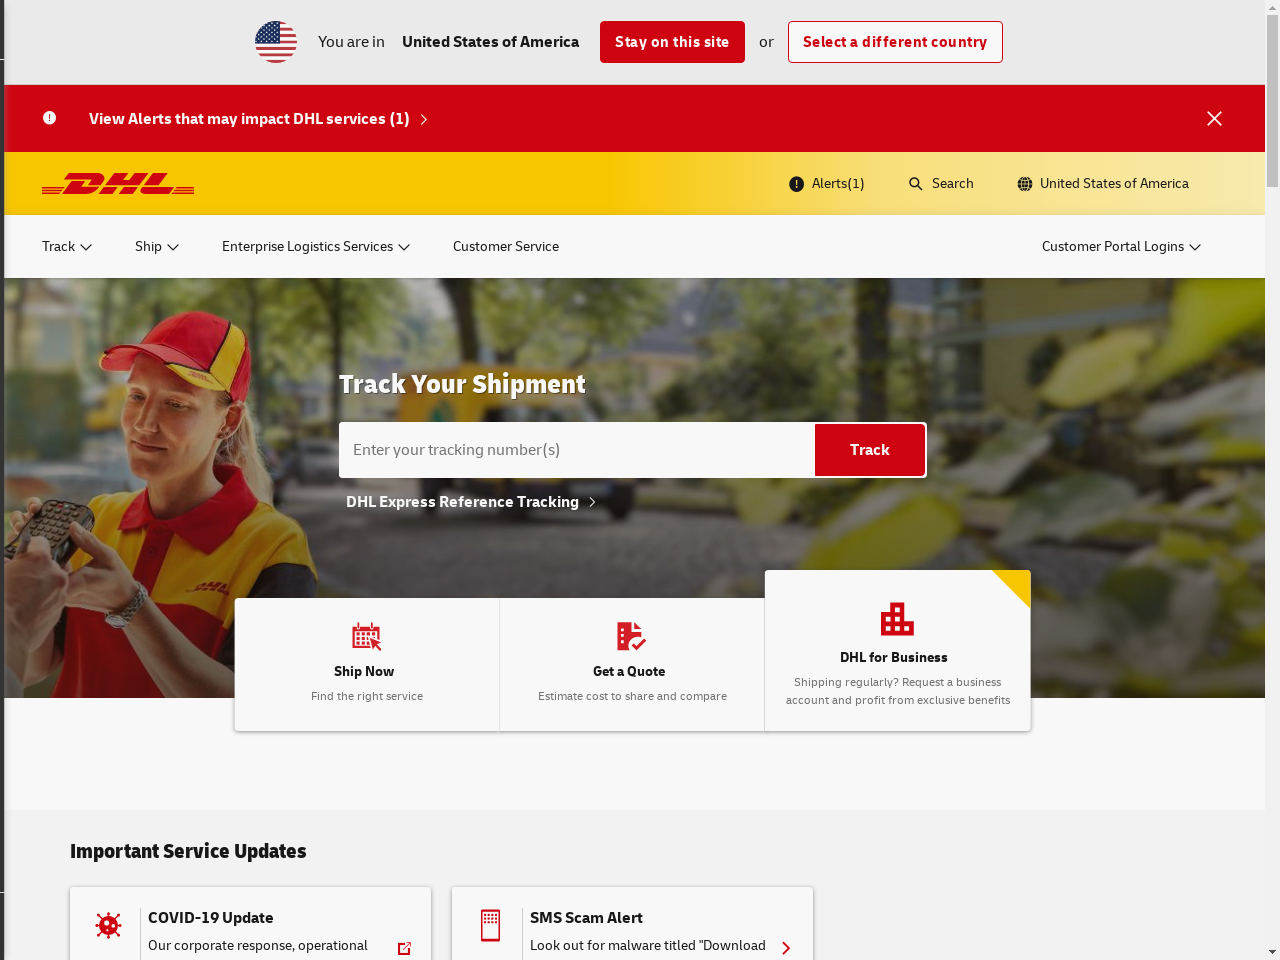 You are in United States of America Stay on this site or Select a different country
View Alerts that may impact DHL services (1)
DHL Alerts(1) Search United States of America
Track Ship Enterprise Logistics Services Customer Service Customer Portal Logins
Track Your Shipment
Enter your tracking number(s) Track
DHL Express Reference Tracking
Ship Now
Find the right service
Get a Quote
Estimate cost to share and compare
DHL for Business
Shipping regularly? Request a business
account and profit from exclusive benefits
Important Service Updates
COVID-19 Update
Our corporate response, operational
SMS Scam Alert
Look out for malware titled "Download